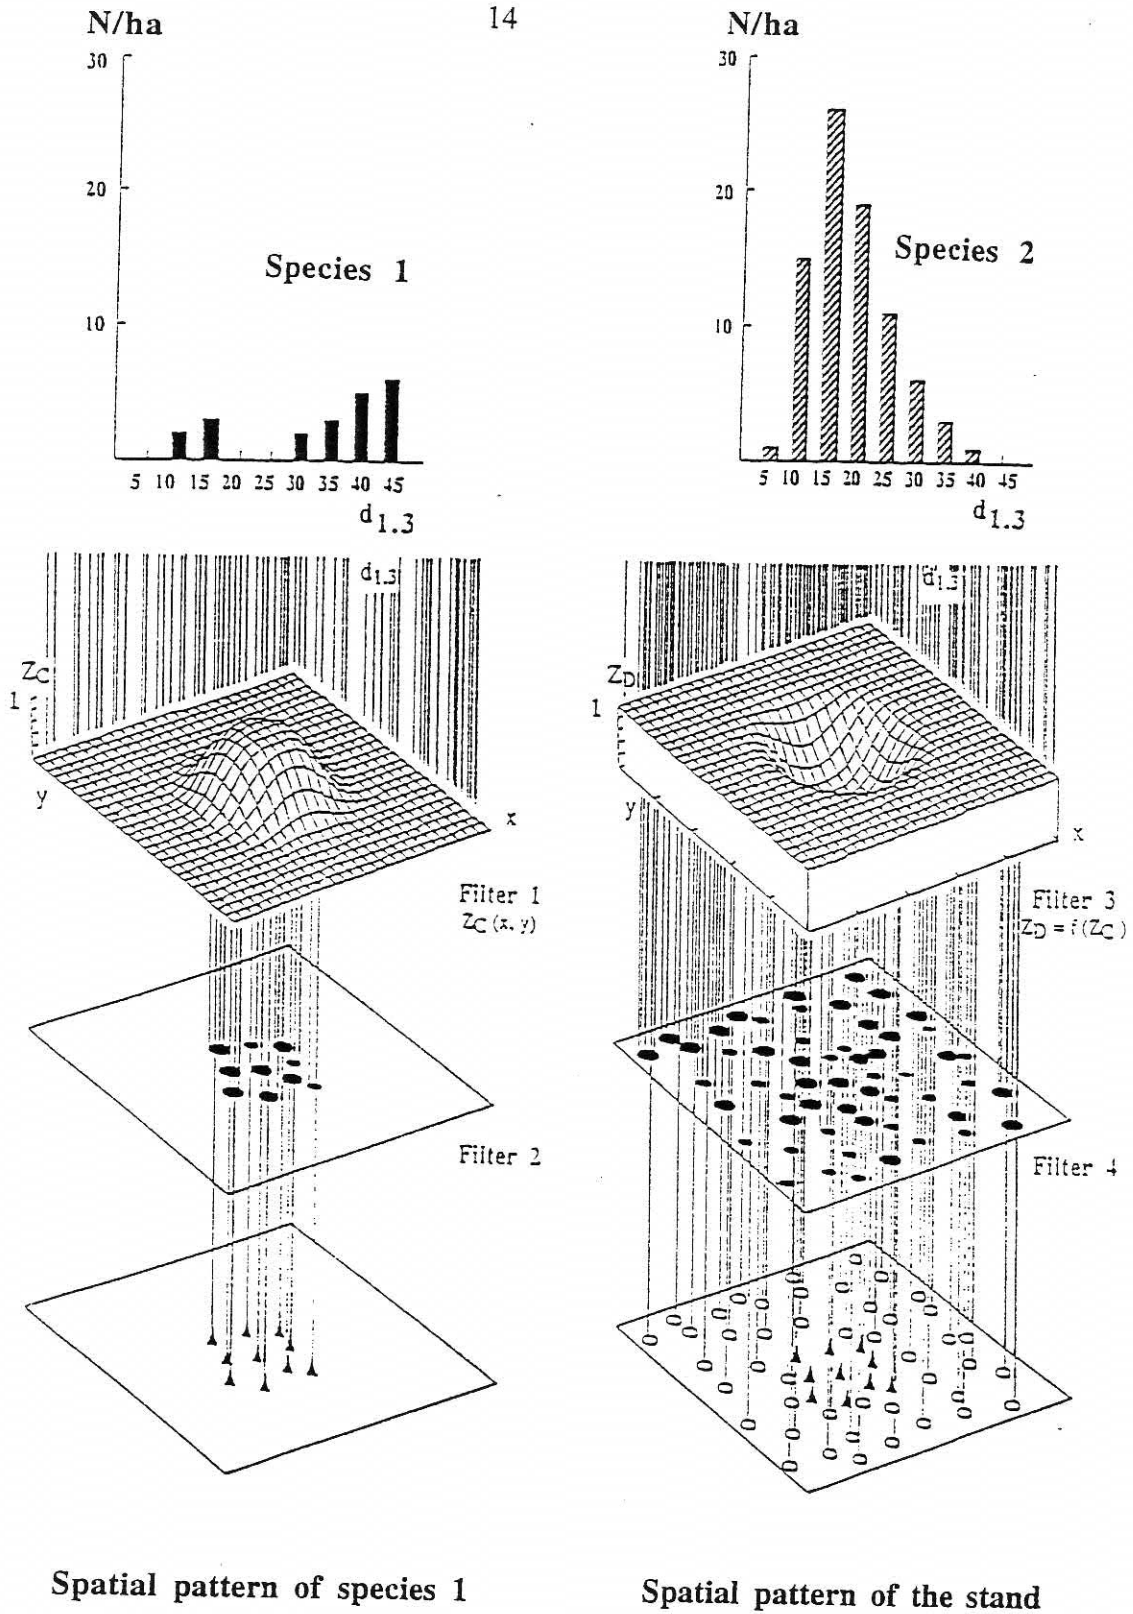 14
N/ha
30
20
10
Species 1
5 10 15 20 25 30 35 40 45
d1.3
N/ha
30
20
10
Species 2
5 10 15 20 25 30 35 40 45
d1.3
d1.3
ZC
1
y
x
Filter 1
ZC (x, y)
Filter 2
Spatial pattern of species 1
d1.3
ZD
1
y
x
Filter 3
ZD = f (ZC)
Filter 4
Spatial pattern of the stand